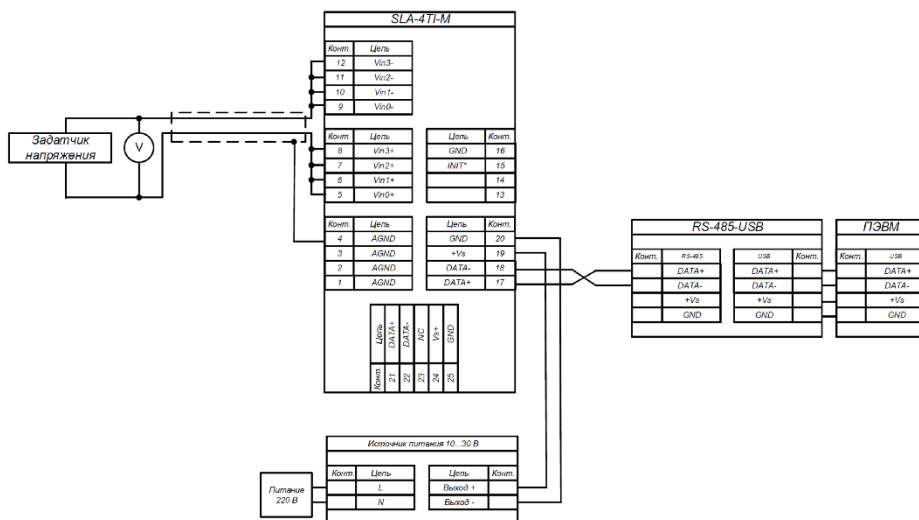 SLA-4TI-M
Конт. Цепь
12 Vin3-
11 Vin2-
10 Vin1-
9 Vin0-
Задатчик
напряжения
V
8 Vin3+
7 Vin2+
6 Vin1+
5 Vin0+
Цепь Конт.
GND 16
INIT* 15
14
13
Конт. Цепь
4 AGND
3 AGND
2 AGND
1 AGND
Цепь Конт.
GND 20
+Vs 19
DATA- 18
DATA+ 17
RS-485-USB
Конт. RS-485
DATA+
DATA-
+Vs
GND
USB Конт.
DATA+
DATA-
+Vs
GND
ПЭВМ
Конт. USB
DATA+
DATA-
+Vs
GND
Конт. Цепь
21 DATA+
22 DATA-
23 NC
24 Vs+
25 GND
Источник питания 10...30 В
Питание
220 В
Конт. Цепь
L
N
Цепь Конт.
Выход +
Выход -